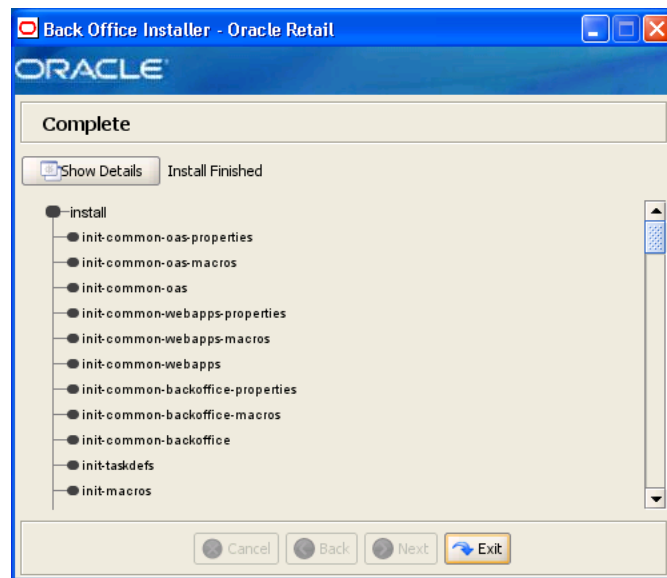 Back Office Installer - Oracle Retail
ORACLE
Complete
Show Details Install Finished
install
init-common-oas-properties
init-common-oas-macros
init-common-oas
init-common-webapps-properties
init-common-webapps-macros
init-common-webapps
init-common-backoffice-properties
init-common-backoffice-macros
init-common-backoffice
init-taskdefs
init-macros
Cancel Back Next Exit